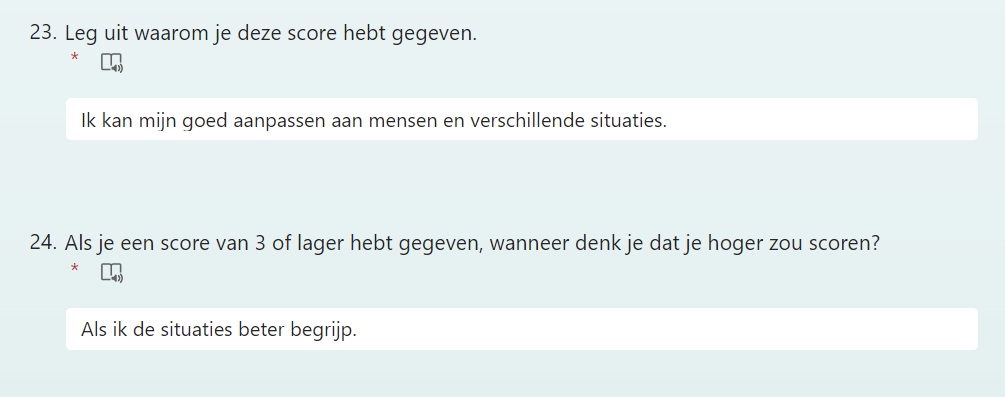 23. Leg uit waarom je deze score hebt gegeven.
*
Ik kan mijn goed aanpassen aan mensen en verschillende situaties.
24. Als je een score van 3 of lager hebt gegeven, wanneer denk je dat je hoger zou scoren?
*
Als ik de situaties beter begrijp.